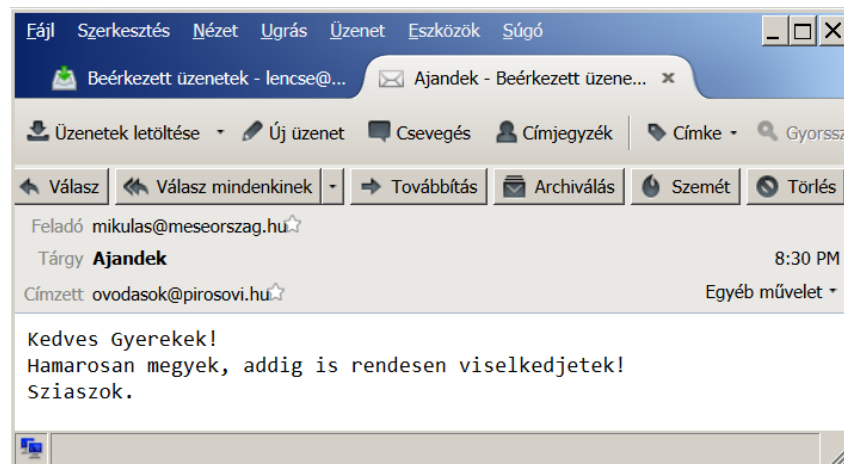 Fájl Szerkesztés Nézet Ugrás Üzenet Eszközök Súgó
Beérkezett üzenetek - lencse@... Ajandek - Beérkezett üzene...
Üzenetek letöltése Új üzenet Csevegés Címjegyzék Címke Gyorssz
Válasz Válasz mindenkinek Továbbítás Archiválás Szemét Törlés
Feladó mikulas@meseorszag.hu
Tárgy Ajandek 8:30 PM
Címzett ovodasok@pirosovi.hu Egyéb művelet
Kedves Gyerekek!
Hamarosan megyek, addig is rendesen viselkedjetek!
Sziaszok.